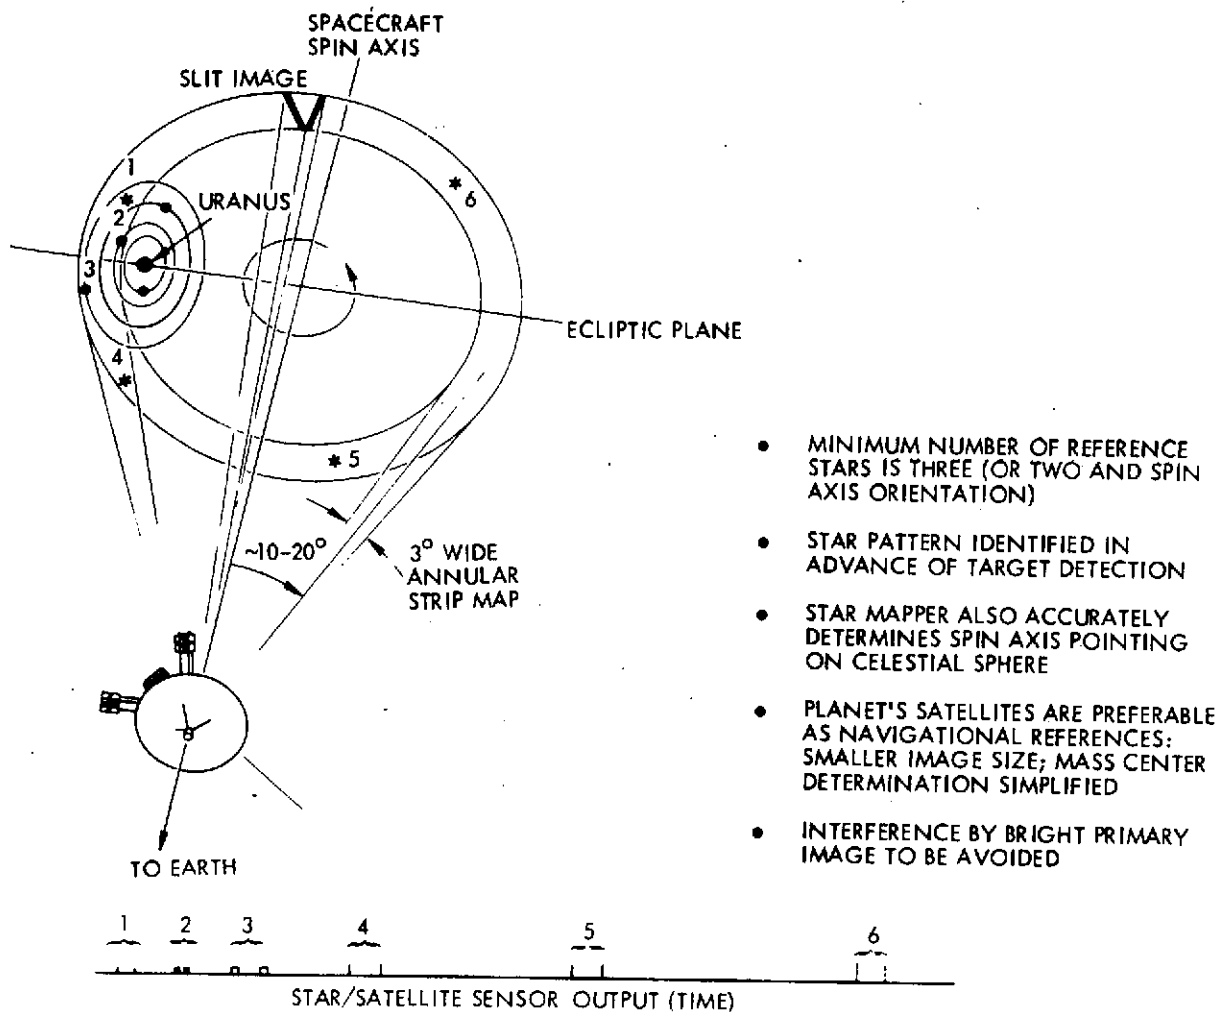 SPACECRAFT
SPIN AXIS
SLIT IMAGE
1
URANUS
2
6
3
ECLIPTIC PLANE
4
5
~10-20°
3° WIDE
ANNULAR
STRIP MAP
TO EARTH
• MINIMUM NUMBER OF REFERENCE
STARS IS THREE (OR TWO AND SPIN
AXIS ORIENTATION)
• STAR PATTERN IDENTIFIED IN
ADVANCE OF TARGET DETECTION
• STAR MAPPER ALSO ACCURATELY
DETERMINES SPIN AXIS POINTING
ON CELESTIAL SPHERE
• PLANET'S SATELLITES ARE PREFERABLE
AS NAVIGATIONAL REFERENCES:
SMALLER IMAGE SIZE; MASS CENTER
DETERMINATION SIMPLIFIED
• INTERFERENCE BY BRIGHT PRIMARY
IMAGE TO BE AVOIDED
1 2 3 4 5 6
STAR/SATELLITE SENSOR OUTPUT (TIME)